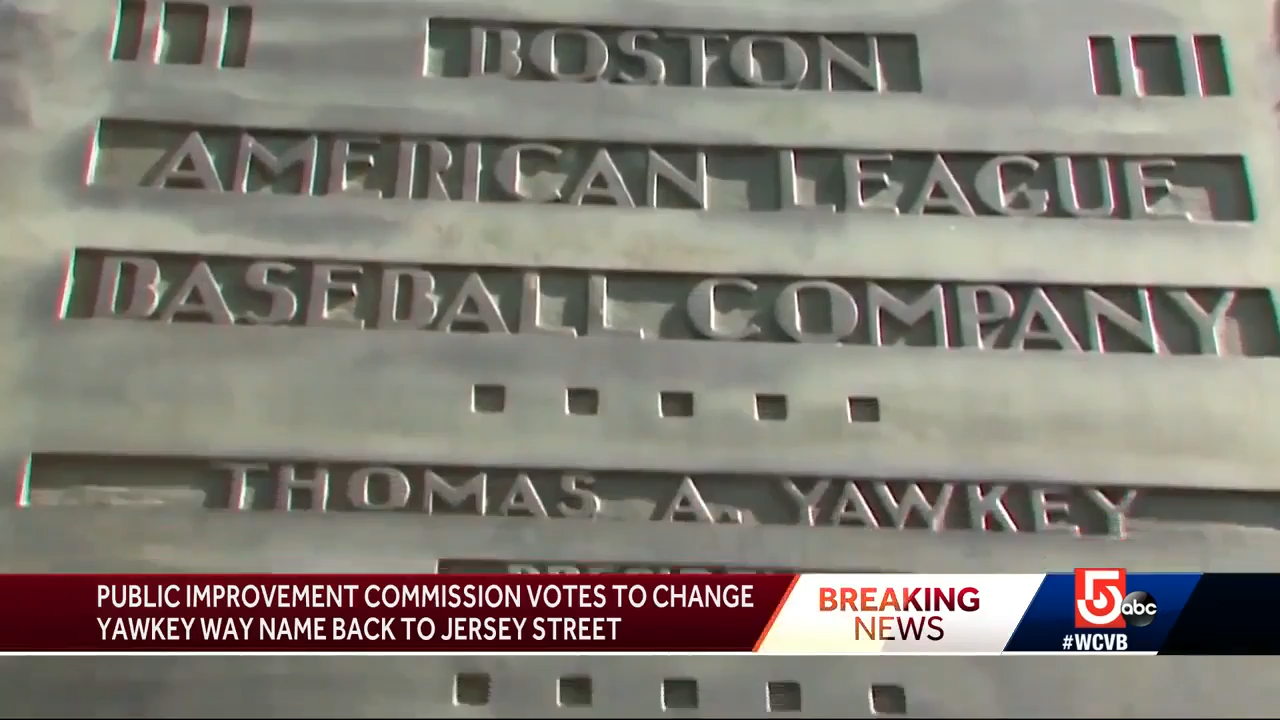 BOSTON
AMERICAN LEAGUE
BASEBALL COMPANY
THOMAS A. YAWKEY
PUBLIC IMPROVEMENT COMMISSION VOTES TO CHANGE
YAWKEY WAY NAME BACK TO JERSEY STREET
BREAKING
NEWS
5
abc
#WCVB